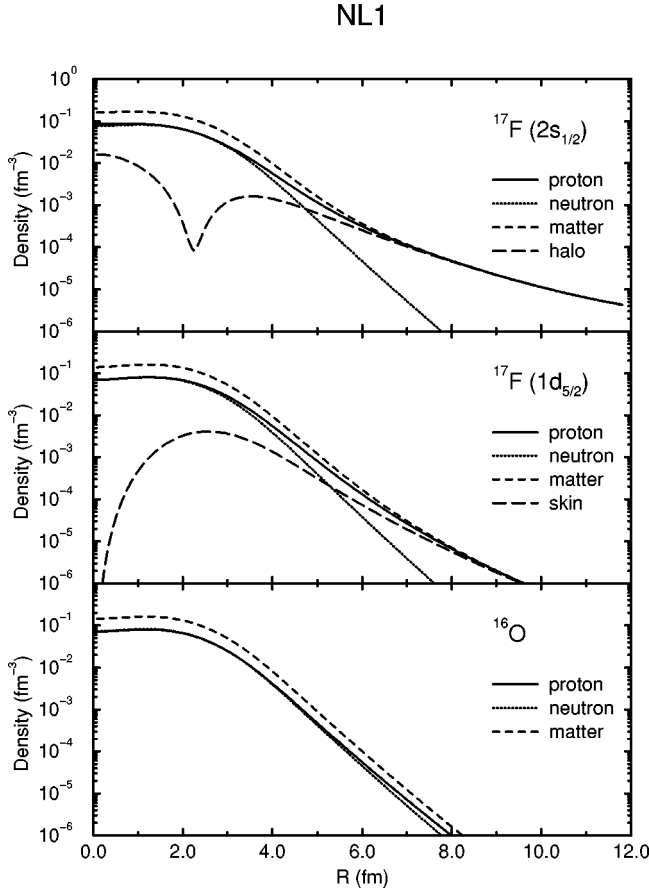 NL1
10⁰
10⁻¹
10⁻²
10⁻³
10⁻⁴
10⁻⁵
10⁻⁶
Density (fm⁻³)
¹⁷F (2s₁/₂)
proton
neutron
matter
halo
10⁻¹
10⁻²
10⁻³
10⁻⁴
10⁻⁵
10⁻⁶
Density (fm⁻³)
¹⁷F (1d₅/₂)
proton
neutron
matter
skin
10⁻¹
10⁻²
10⁻³
10⁻⁴
10⁻⁵
10⁻⁶
Density (fm⁻³)
¹⁶O
proton
neutron
matter
0.0 2.0 4.0 6.0 8.0 10.0 12.0
R (fm)